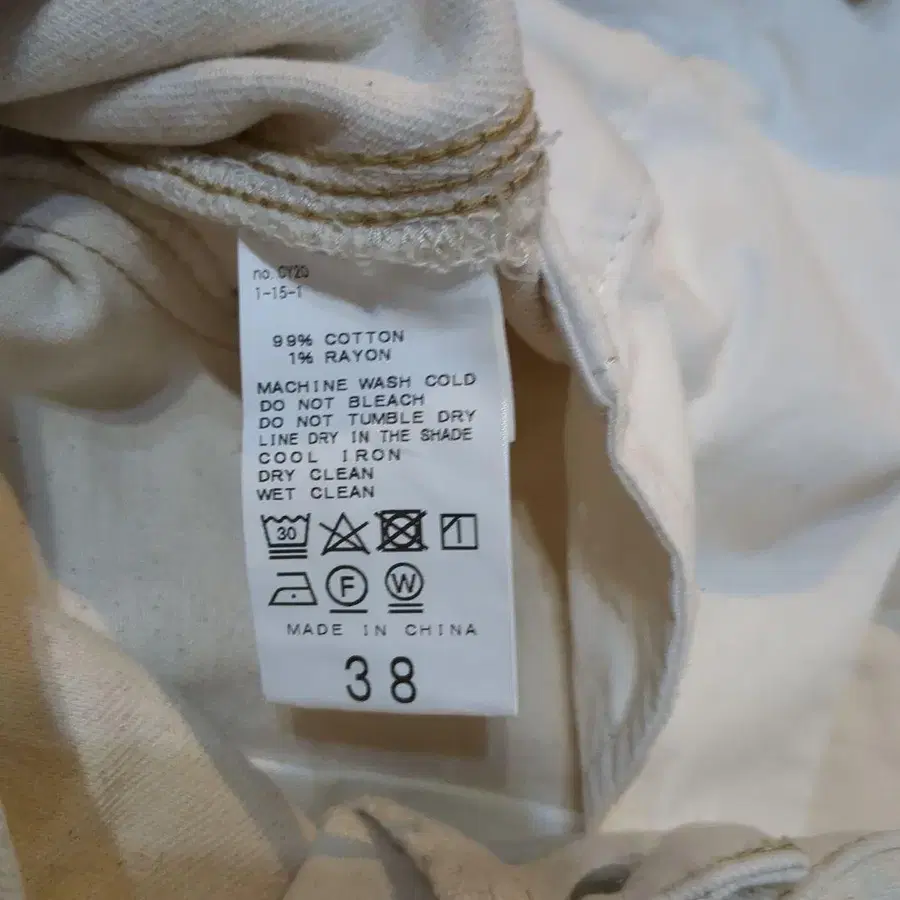 no. CY20
1-15-1
99% COTTON
1% RAYON
MACHINE WASH COLD
DO NOT BLEACH
DO NOT TUMBLE DRY
LINE DRY IN THE SHADE
COOL IRON
DRY CLEAN
WET CLEAN
30
F W
MADE IN CHINA
38